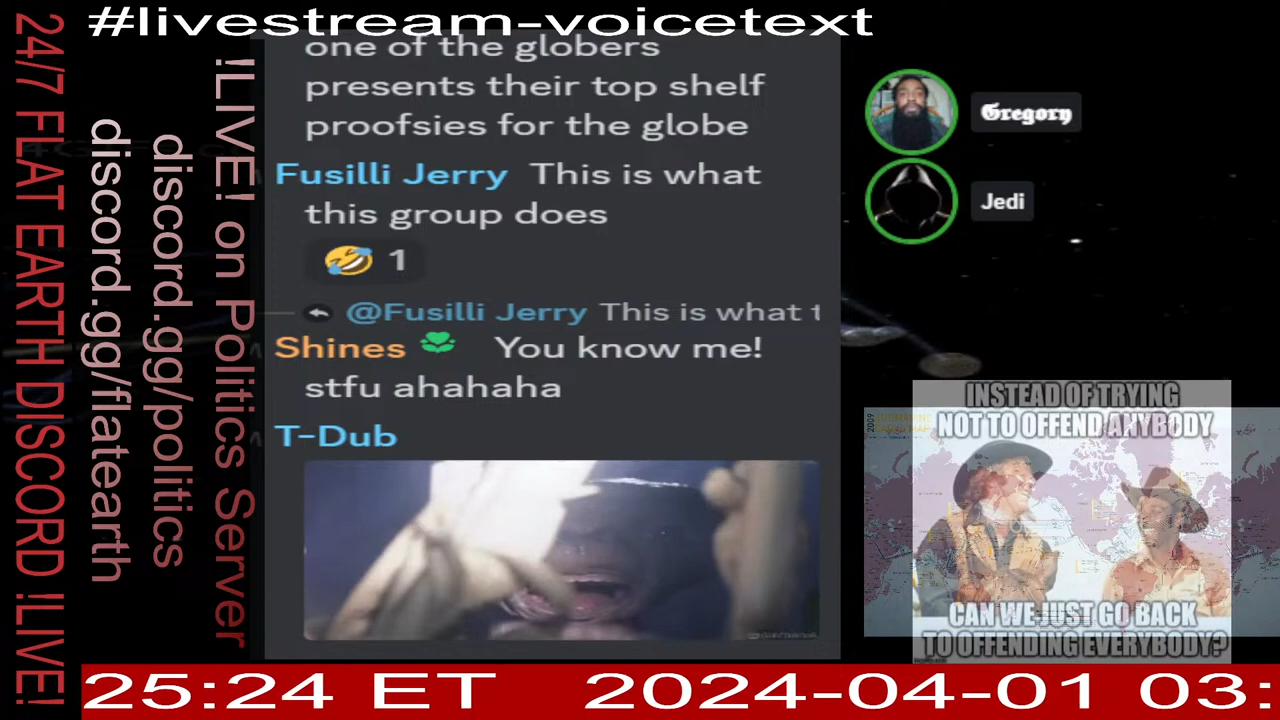 #livestream-voicetext
24/7 FLAT EARTH DISCORD !LIVE!
discord.gg/flatearth
discord.gg/politics
!LIVE! on Politics Server
one of the globers
presents their top shelf
proofsies for the globe
Fusilli Jerry This is what
this group does
🤣 1
@Fusilli Jerry This is what t
Shines ☘️ You know me!
stfu ahahaha
T-Dub
Gregory
Jedi
INSTEAD OF TRYING
NOT TO OFFEND ANYBODY
CAN WE JUST GO BACK
TO OFFENDING EVERYBODY?
2009
25:24 ET 2024-04-01 03: